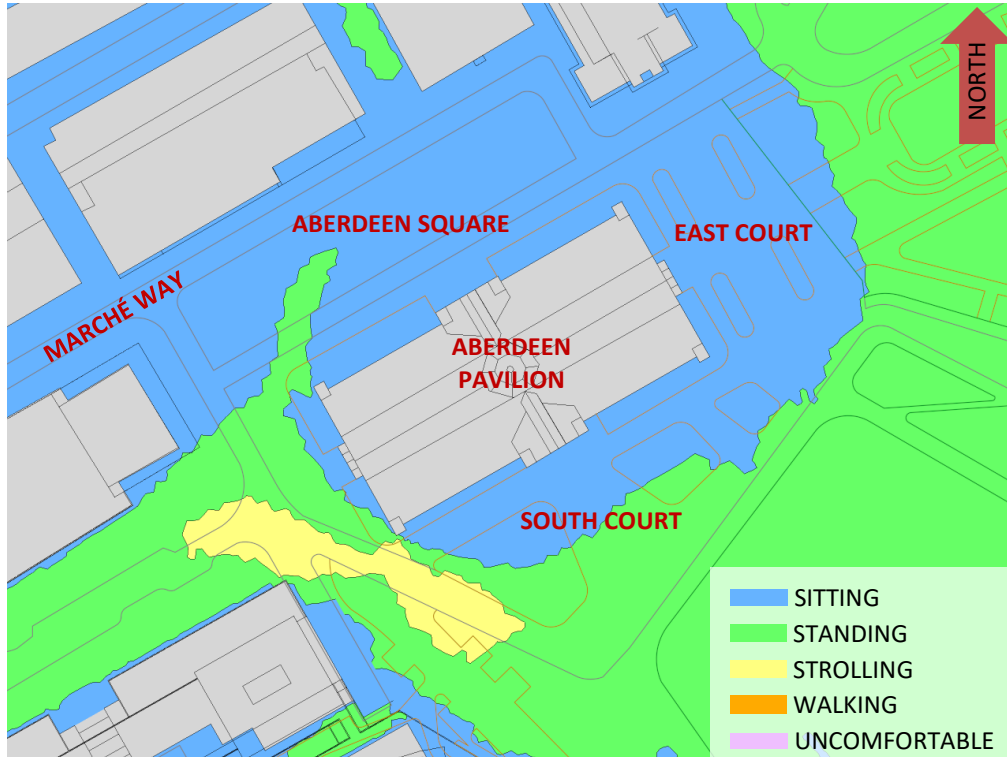 NORTH
ABERDEEN SQUARE
EAST COURT
MARCHÉ WAY
ABERDEEN
PAVILION
SOUTH COURT
SITTING
STANDING
STROLLING
WALKING
UNCOMFORTABLE